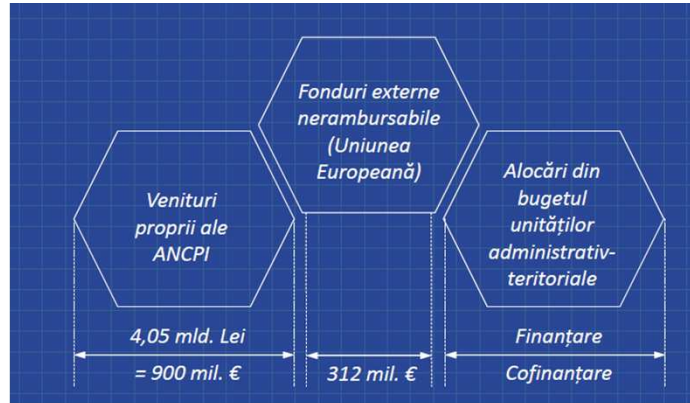 Fonduri externe
nerambursabile
(Uniunea
Europeană)
Venituri
proprii ale
ANCPI
Alocări din
bugetul
unităților
administrativ-
teritoriale
4,05 mld. Lei
= 900 mil. €
312 mil. €
Finanțare
Cofinanțare